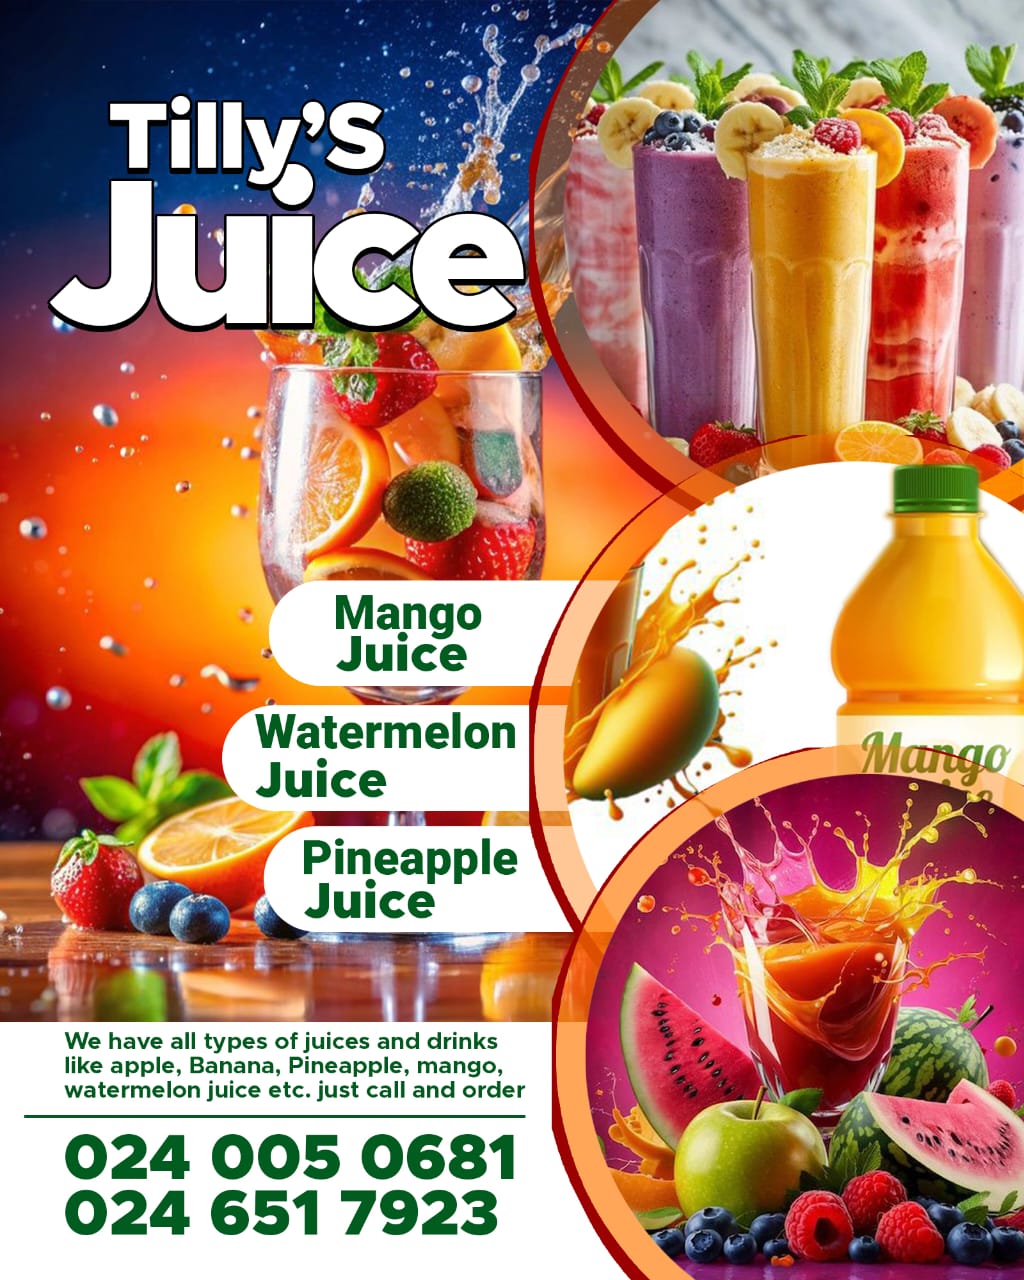 Tilly'S
Juice
Mango
Juice
Watermelon
Juice
Pineapple
Juice
Mango
We have all types of juices and drinks
like apple, Banana, Pineapple, mango,
watermelon juice etc. just call and order
024 005 0681
024 651 7923